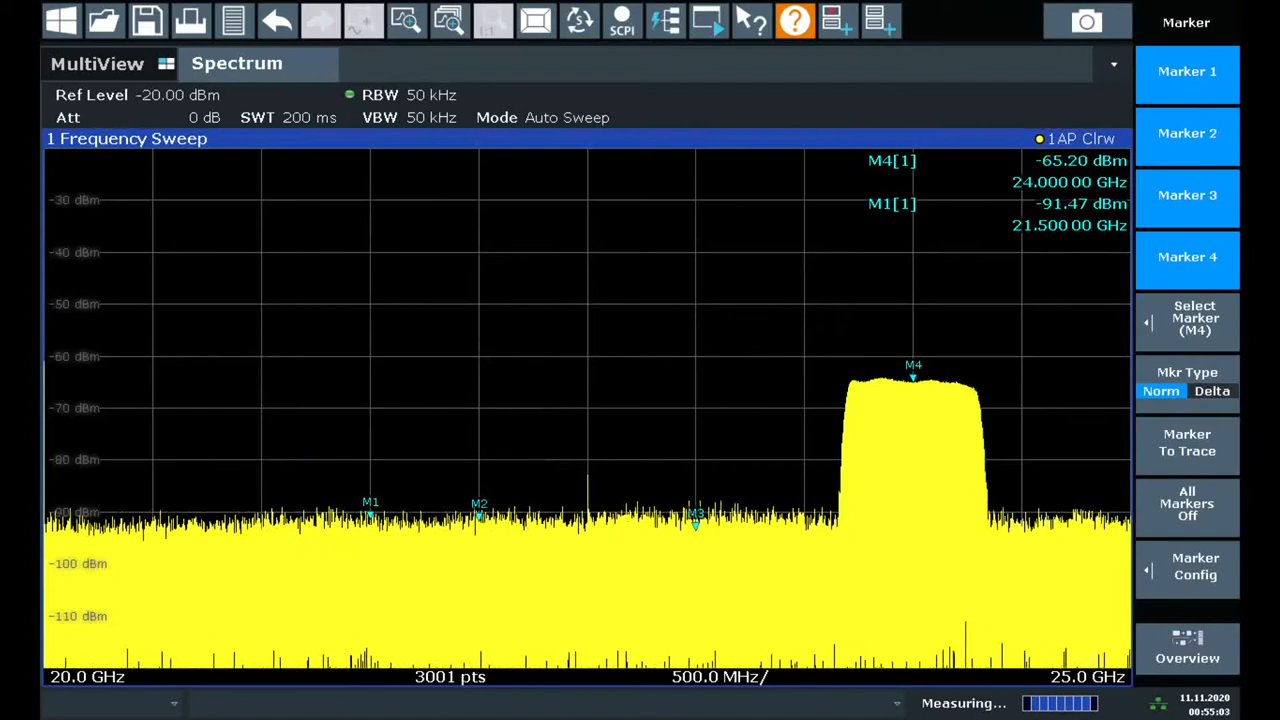 SCPI
S
1:1
?
Marker
MultiView
Spectrum
Ref Level -20.00 dBm
RBW 50 kHz
Att 0 dB SWT 200 ms VBW 50 kHz Mode Auto Sweep
1 Frequency Sweep
1AP Clrw
M4[1] -65.20 dBm
24.000 00 GHz
M1[1] -91.47 dBm
21.500 00 GHz
-30 dBm
-40 dBm
-50 dBm
-60 dBm
-70 dBm
-80 dBm
-90 dBm
-100 dBm
-110 dBm
M1
M2
M3
M4
20.0 GHz
3001 pts
500.0 MHz/
25.0 GHz
Marker 1
Marker 2
Marker 3
Marker 4
Select
Marker
(M4)
Mkr Type
Norm Delta
Marker
To Trace
All
Markers
Off
Marker
Config
Overview
Measuring...
11.11.2020
00:55:03